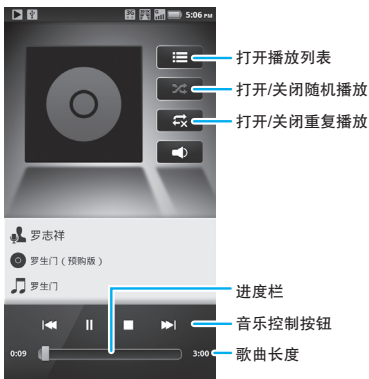 5:06 PM
打开播放列表
打开/关闭随机播放
打开/关闭重复播放
罗志祥
罗生门（预购版）
罗生门
进度栏
音乐控制按钮
0:09
3:00
歌曲长度